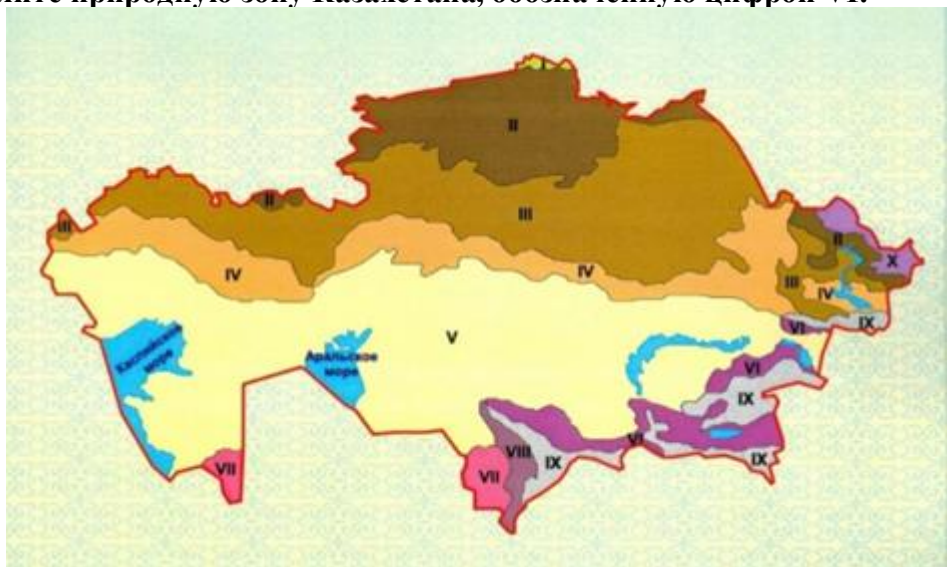 природную зону Казахстана, обозначенную цифрой VI.
I
II
II
III
III
II
X
IV
IV
III
IV
VI
IX
V
Каспийское море
Аральское море
VI
IX
VI
VIII
IX
IX
VII
VII